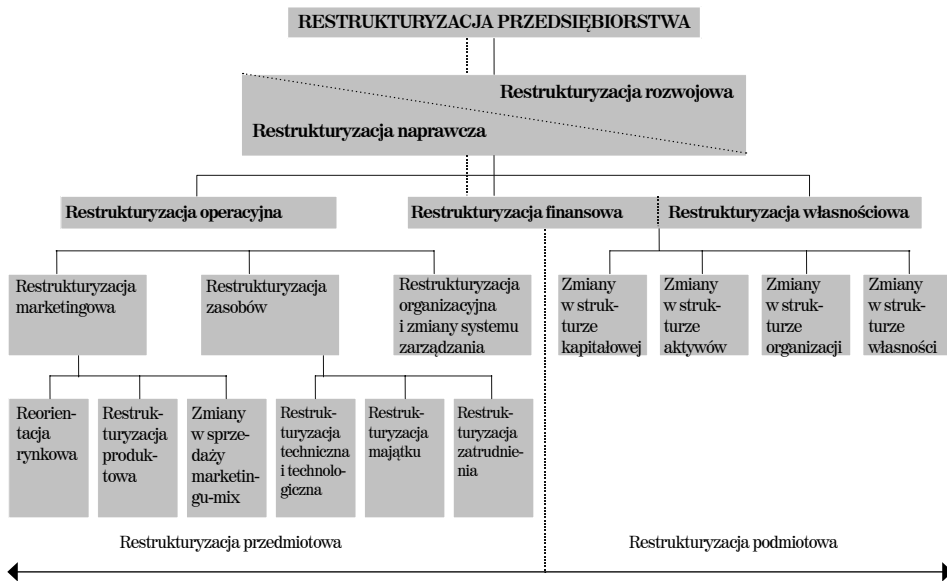 RESTRUKTURYZACJA PRZEDSIĘBIORSTWA
Restrukturyzacja rozwojowa
Restrukturyzacja naprawcza
Restrukturyzacja operacyjna
Restrukturyzacja finansowa
Restrukturyzacja własnościowa
Restrukturyzacja
marketingowa
Restrukturyzacja
zasobów
Restrukturyzacja
organizacyjna
i zmiany systemu
zarządzania
Zmiany
w struk-
turze
kapitałowej
Zmiany
w struk-
turze
aktywów
Zmiany
w struk-
turze
organizacji
Zmiany
w struk-
turze
własności
Reorien-
tacja
rynkowa
Restruk-
turyzacja
produk-
towa
Zmiany
w sprze-
daży
marketin-
gu-mix
Restruk-
turyzacja
techniczna
i technolo-
giczna
Restruk-
turyzacja
majątku
Restruk-
turyzacja
zatrudnie-
nia
Restrukturyzacja przedmiotowa
Restrukturyzacja podmiotowa